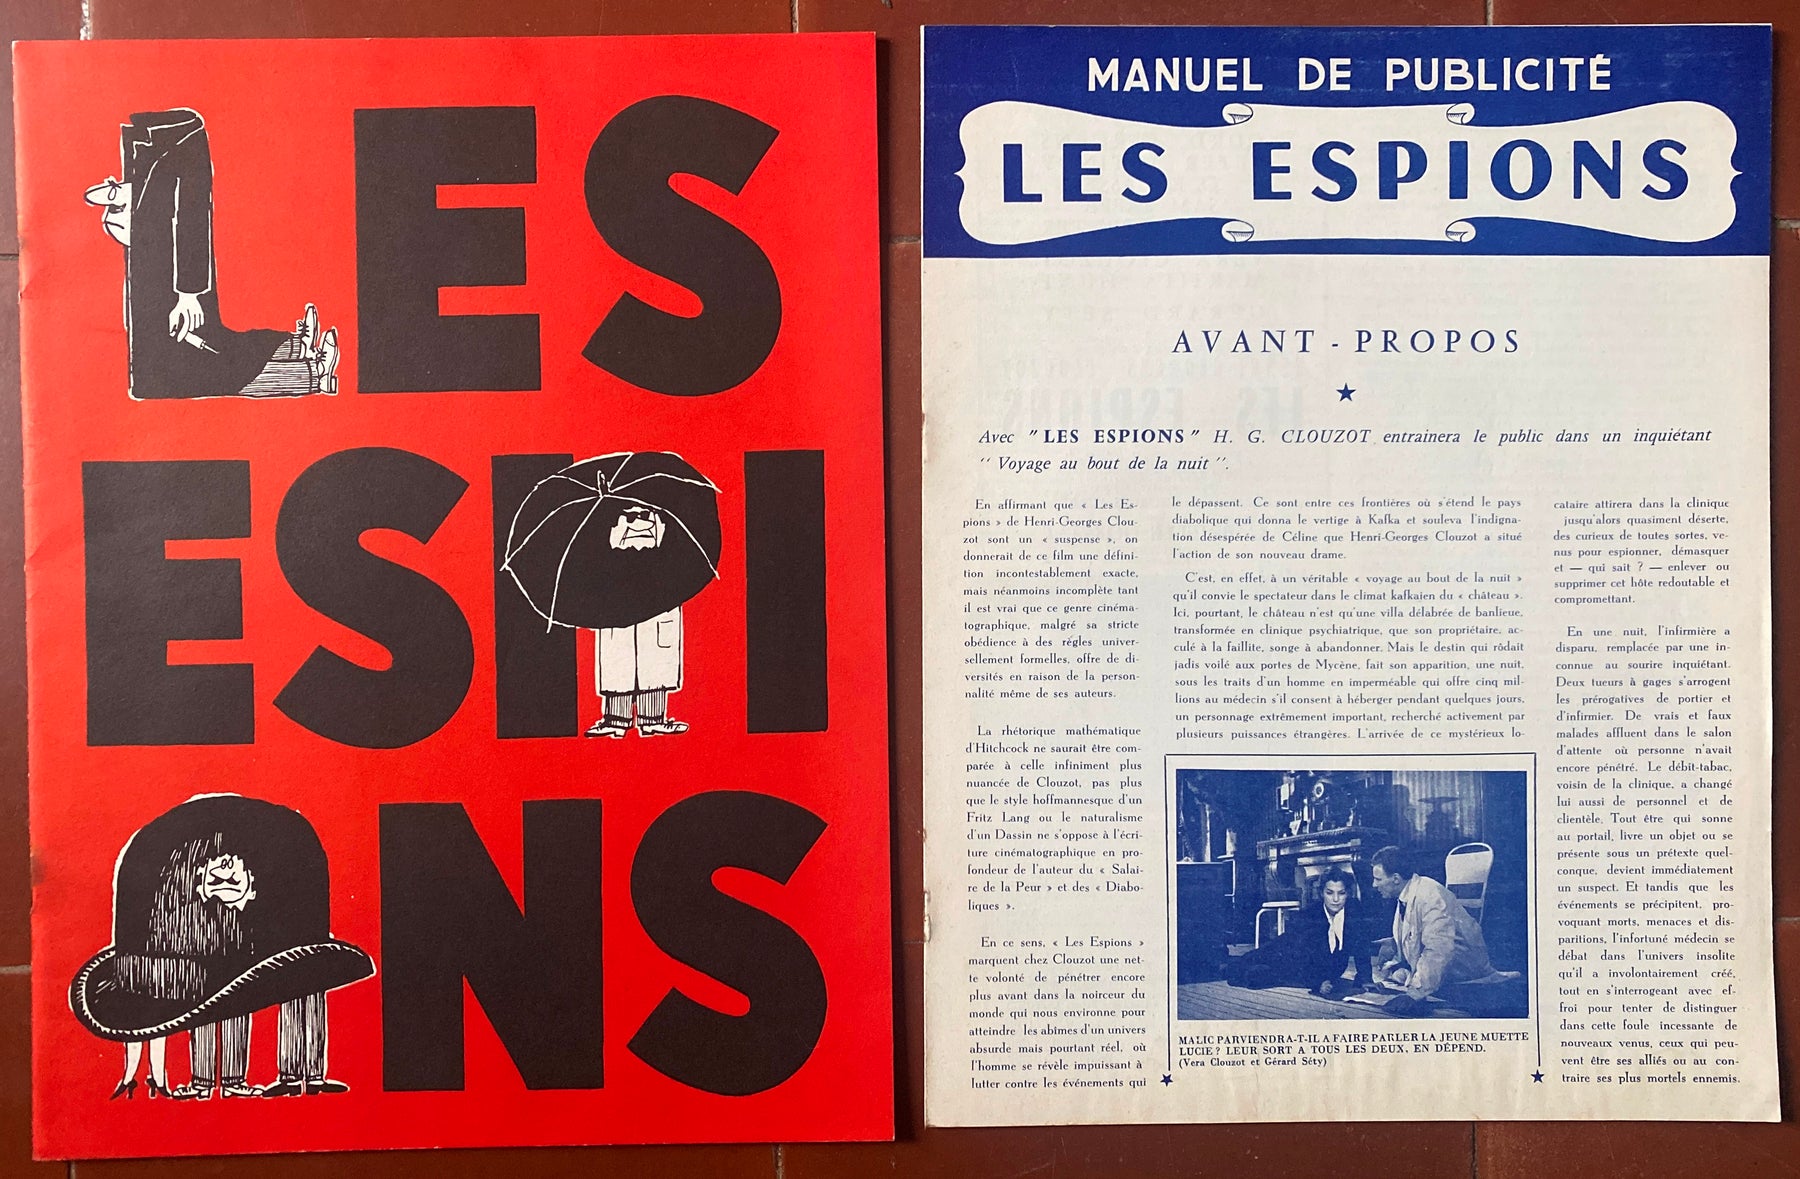 LES
ESPI
ONS
MANUEL DE PUBLICITÉ
LES ESPIONS
AVANT - PROPOS
Avec " LES ESPIONS " H. G. CLOUZOT entrainera le public dans un inquiétant
‘‘ Voyage au bout de la nuit ’’.
En affirmant que « Les Es-
pions » de Henri-Georges Clou-
zot sont un « suspense », on
donnerait de ce film une défini-
tion incontestablement exacte,
mais néanmoins incomplète tant
il est vrai que ce genre cinéma-
tographique, malgré sa stricte
obédience à des règles univer-
sellement formelles, offre de di-
versités en raison de la person-
nalité même de ses auteurs.
La rhétorique mathématique
d'Hitchcock ne saurait être com-
parée à celle infiniment plus
nuancée de Clouzot, pas plus
que le style hoffmannesque d'un
Fritz Lang ou le naturalisme
d'un Dassin ne s'oppose à l'écri-
ture cinématographique en pro-
fondeur de l'auteur du « Salai-
re de la Peur » et des « Diabo-
liques ».
En ce sens, « Les Espions »
marquent chez Clouzot une net-
te volonté de pénétrer encore
plus avant dans la noirceur du
monde qui nous environne pour
atteindre les abîmes d'un univers
absurde mais pourtant réel, où
l'homme se révèle impuissant à
lutter contre les événements qui
le dépassent. Ce sont entre ces frontières où s'étend le pays
diabolique qui donna le vertige à Kafka et souleva l'indigna-
tion désespérée de Céline que Henri-Georges Clouzot a situé
l'action de son nouveau drame.
C'est, en effet, à un véritable « voyage au bout de la nuit »
qu'il convie le spectateur dans le climat kafkaien du « château ».
Ici, pourtant, le château n'est qu'une villa délabrée de banlieue,
transformée en clinique psychiatrique, que son propriétaire, ac-
culé à la faillite, songe à abandonner. Mais le destin qui rôdait
jadis voilé aux portes de Mycène, fait son apparition, une nuit,
sous les traits d'un homme en imperméable qui offre cinq mil-
lions au médecin s'il consent à héberger pendant quelques jours,
un personnage extrêmement important, recherché activement par
plusieurs puissances étrangères. L'arrivée de ce mystérieux lo-
MALIC PARVIENDRA-T-IL A FAIRE PARLER LA JEUNE MUETTE
LUCIE ? LEUR SORT A TOUS LES DEUX, EN DÉPEND.
(Vera Clouzot et Gérard Séty)
cataire attirera dans la clinique
jusqu'alors quasiment déserte,
des curieux de toutes sortes, ve-
nus pour espionner, démasquer
et — qui sait ? — enlever ou
supprimer cet hôte redoutable et
compromettant.
En une nuit, l'infirmière a
disparu, remplacée par une in-
connue au sourire inquiétant.
Deux tueurs à gages s'arrogent
les prérogatives de portier et
d'infirmier. De vrais et faux
malades affluent dans le salon
d'attente où personne n'avait
encore pénétré. Le débit-tabac,
voisin de la clinique, a changé
lui aussi de personnel et de
clientèle. Tout être qui sonne
au portail, livre un objet ou se
présente sous un prétexte quel-
conque, devient immédiatement
un suspect. Et tandis que les
événements se précipitent, pro-
voquant morts, menaces et dis-
paritions, l'infortuné médecin se
débat dans l'univers insolite
qu'il a involontairement créé,
tout en s'interrogeant avec ef-
froi pour tenter de distinguer
dans cette foule incessante de
nouveaux venus, ceux qui peu-
vent être ses alliés ou au con-
traire ses plus mortels ennemis.